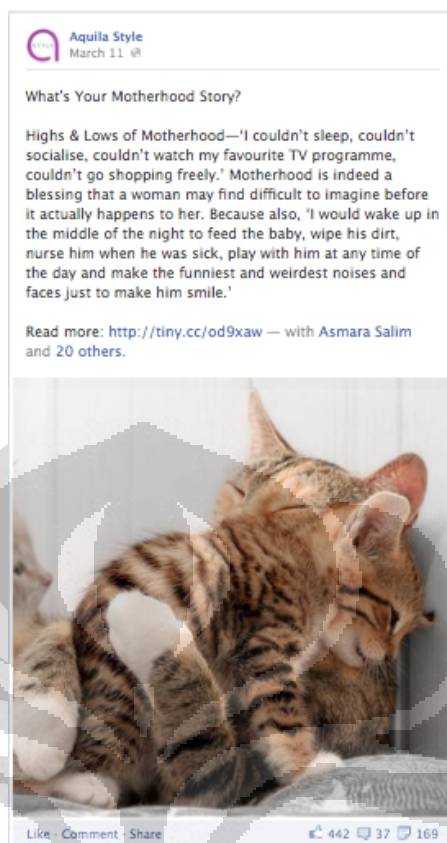 Aquila Style
March 11
What's Your Motherhood Story?
Highs & Lows of Motherhood—'I couldn't sleep, couldn't
socialise, couldn't watch my favourite TV programme,
couldn't go shopping freely.' Motherhood is indeed a
blessing that a woman may find difficult to imagine before
it actually happens to her. Because also, 'I would wake up in
the middle of the night to feed the baby, wipe his dirt,
nurse him when he was sick, play with him at any time of
the day and make the funniest and weirdest noises and
faces just to make him smile.'
Read more: http://tiny.cc/od9xaw — with Asmara Salim
and 20 others.
Like · Comment · Share 442 37 169